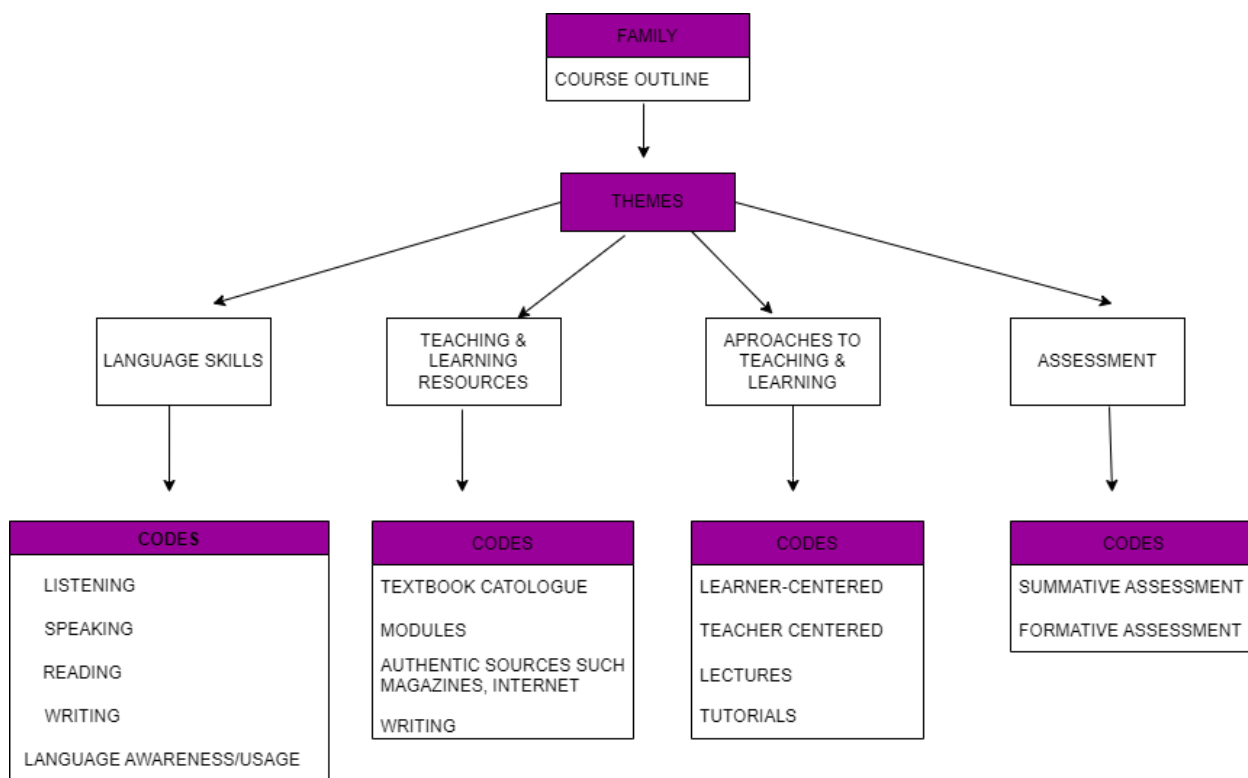 FAMILY
COURSE OUTLINE
THEMES
LANGUAGE SKILLS
TEACHING &
LEARNING
RESOURCES
APROACHES TO
TEACHING &
LEARNING
ASSESSMENT
CODES
LISTENING
SPEAKING
READING
WRITING
LANGUAGE AWARENESS/USAGE
CODES
TEXTBOOK CATOLOGUE
MODULES
AUTHENTIC SOURCES SUCH
MAGAZINES, INTERNET
WRITING
CODES
LEARNER-CENTERED
TEACHER CENTERED
LECTURES
TUTORIALS
CODES
SUMMATIVE ASSESSMENT
FORMATIVE ASSESSMENT